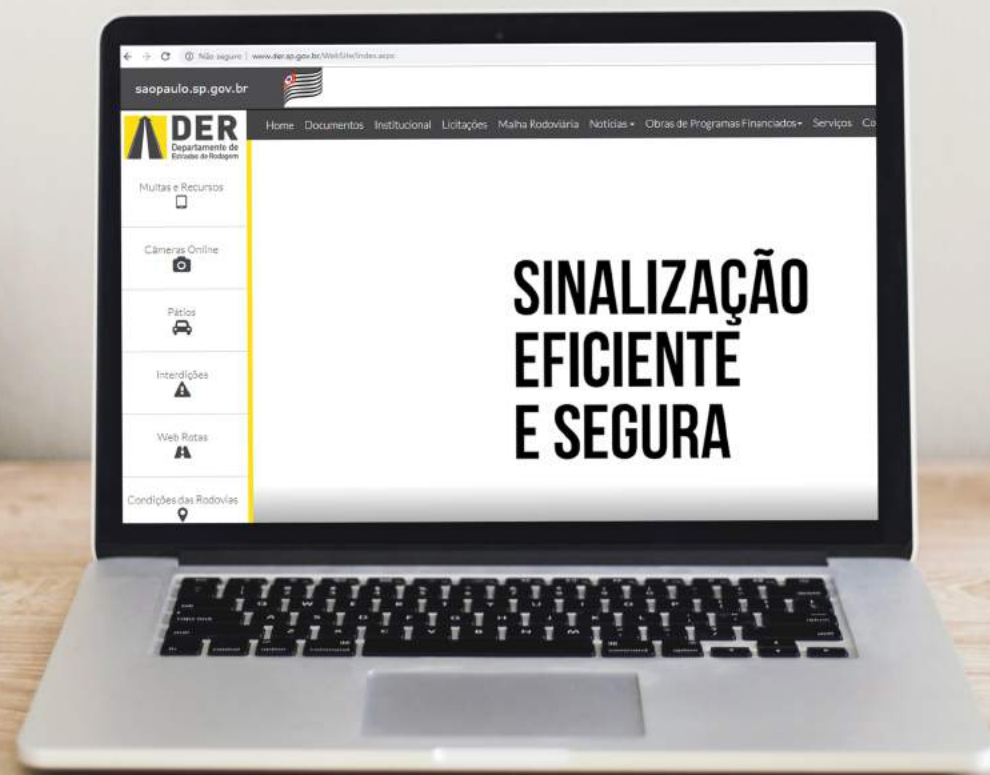 Não seguro | www.der.sp.gov.br/WebSite/Index.aspx
saopaulo.sp.gov.br
DER
Departamento de
Estradas de Rodagem
Home Documentos Institucional Licitações Malha Rodoviária Notícias Obras de Programas Financiados Serviços Co
Multas e Recursos
Câmeras Online
Pátios
Interdições
Web Rotas
Condições das Rodovias
SINALIZAÇÃO
EFICIENTE
E SEGURA